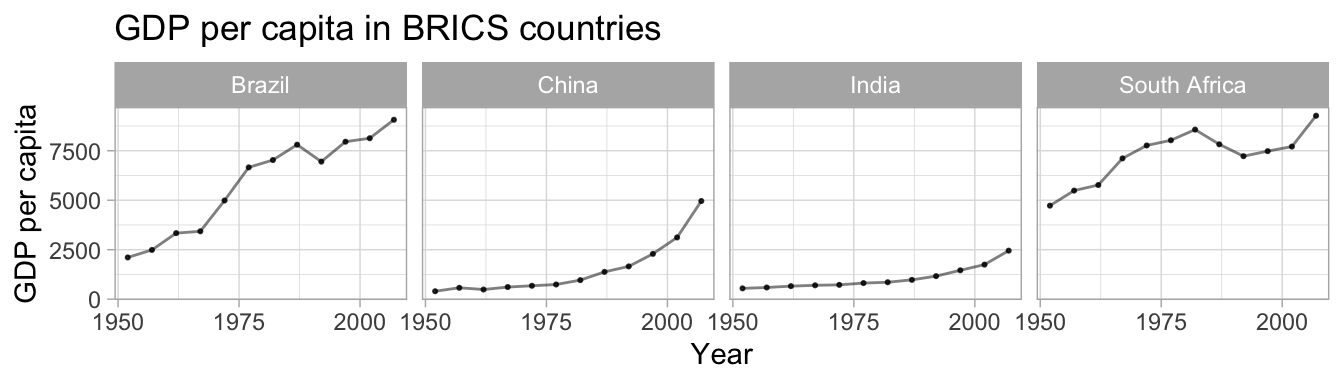 GDP per capita in BRICS countries
Brazil China India South Africa
GDP per capita
7500
5000
2500
0
1950 1975 2000 1950 1975 2000 1950 1975 2000 1950 1975 2000
Year